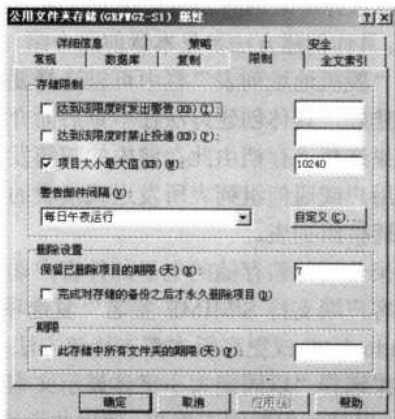 公用文件夹存储 (GRFWGZ-S1) 属性
详细信息 策略 安全
常规 数据库 复制 限制 全文索引
存储限制
达到该限度时发出警告(KB)(I):
达到该限度时禁止投递(KB)(P):
项目大小最大值(KB)(M): 10240
警告邮件间隔(V)
每日午夜运行 自定义(C)...
删除设置
保留已删除项目的期限(天)(K): 7
完成对存储的备份之后才永久删除项目(D)
期限
此存储中所有文件夹的期限(天)(F):
确定 取消 应用(A) 帮助